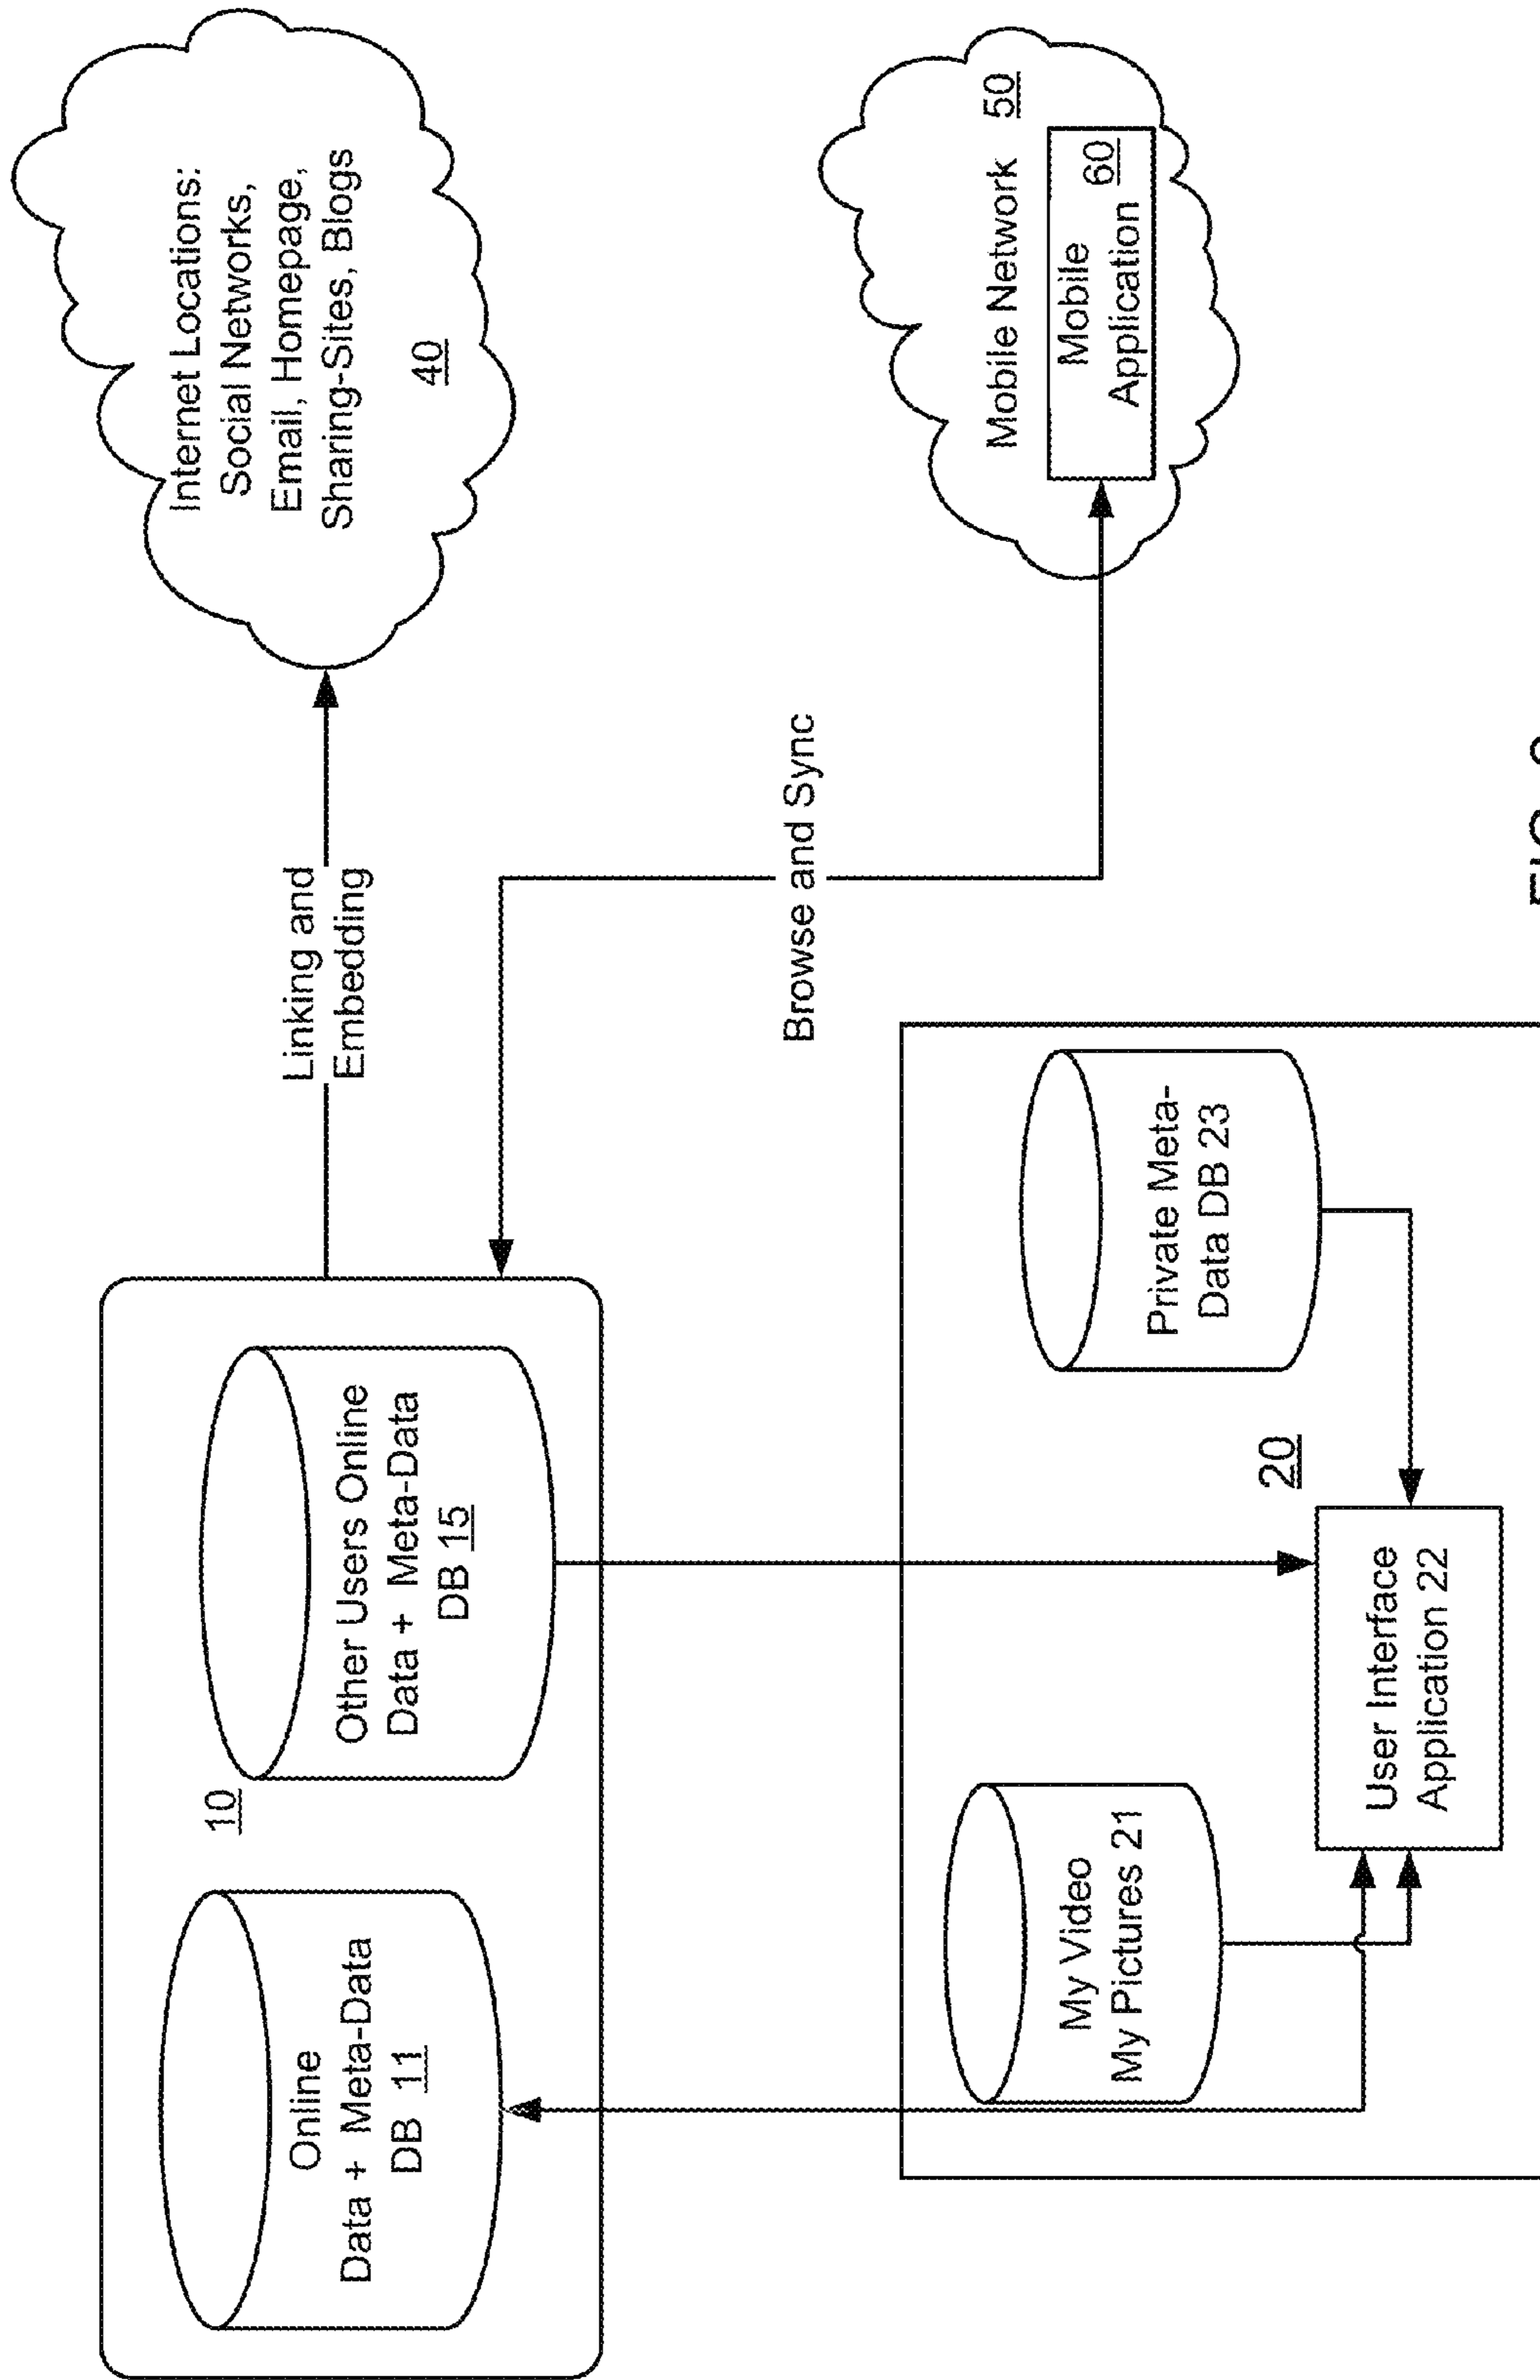 10
Online
Data + Meta-Data
DB 11
Other Users Online
Data + Meta-Data
DB 15
Linking and
Embedding
Internet Locations:
Social Networks,
Email, Homepage,
Sharing-Sites, Blogs
40
Browse and Sync
Mobile Network 50
Mobile 60
Application
My Video
My Pictures 21
20
Private Meta-
Data DB 23
User Interface
Application 22